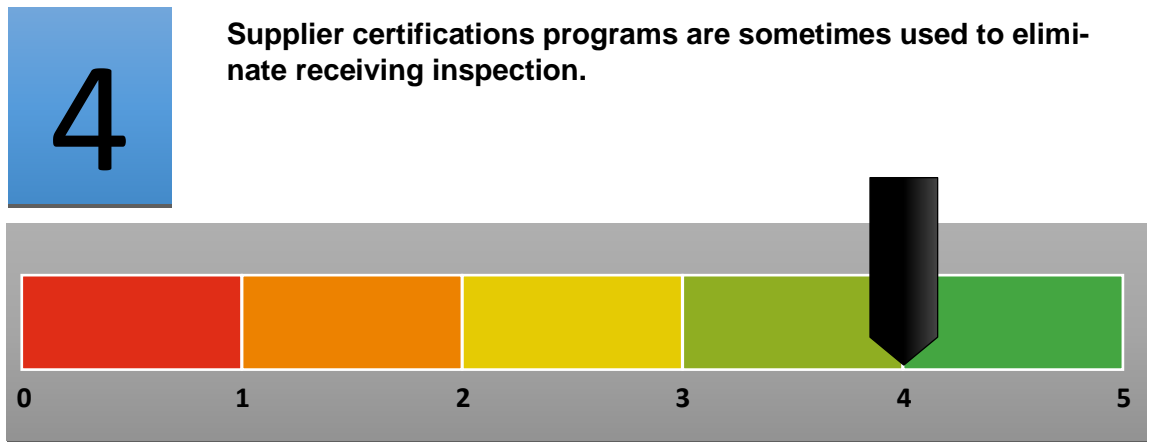 4
Supplier certifications programs are sometimes used to elimi-
nate receiving inspection.
0 1 2 3 4 5